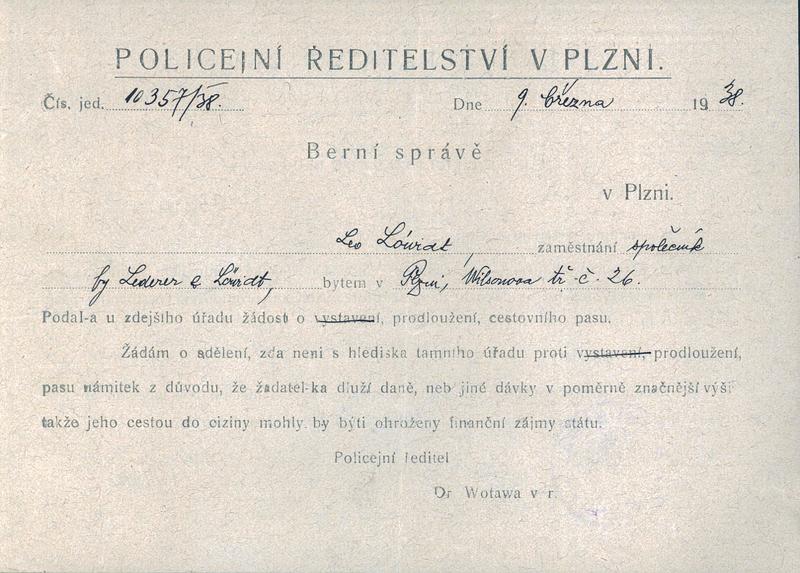 POLICEJNÍ ŘEDITELSTVÍ V PLZNI.
Čís. jed. 10357/38. Dne 9. března 1938.
Berní správě
v Plzni.
Leo Löwidt, zaměstnání společník
fy Lederer & Löwidt, bytem v Plzni, Wilsonova tř. č. 26.
Podal-a u zdejšího úřadu žádost o vystavení, prodloužení, cestovního pasu.
Žádám o sdělení, zda neni s hlediska tamního úřadu proti vystavení, prodloužení,
pasu námitek z důvodu, že žadatel-ka dluží daně, neb jiné dávky v poměrně značnější výši
takže jeho cestou do ciziny mohly by býti ohroženy finanční zájmy státu.
Policejní ředitel
Dr Wotawa v r.